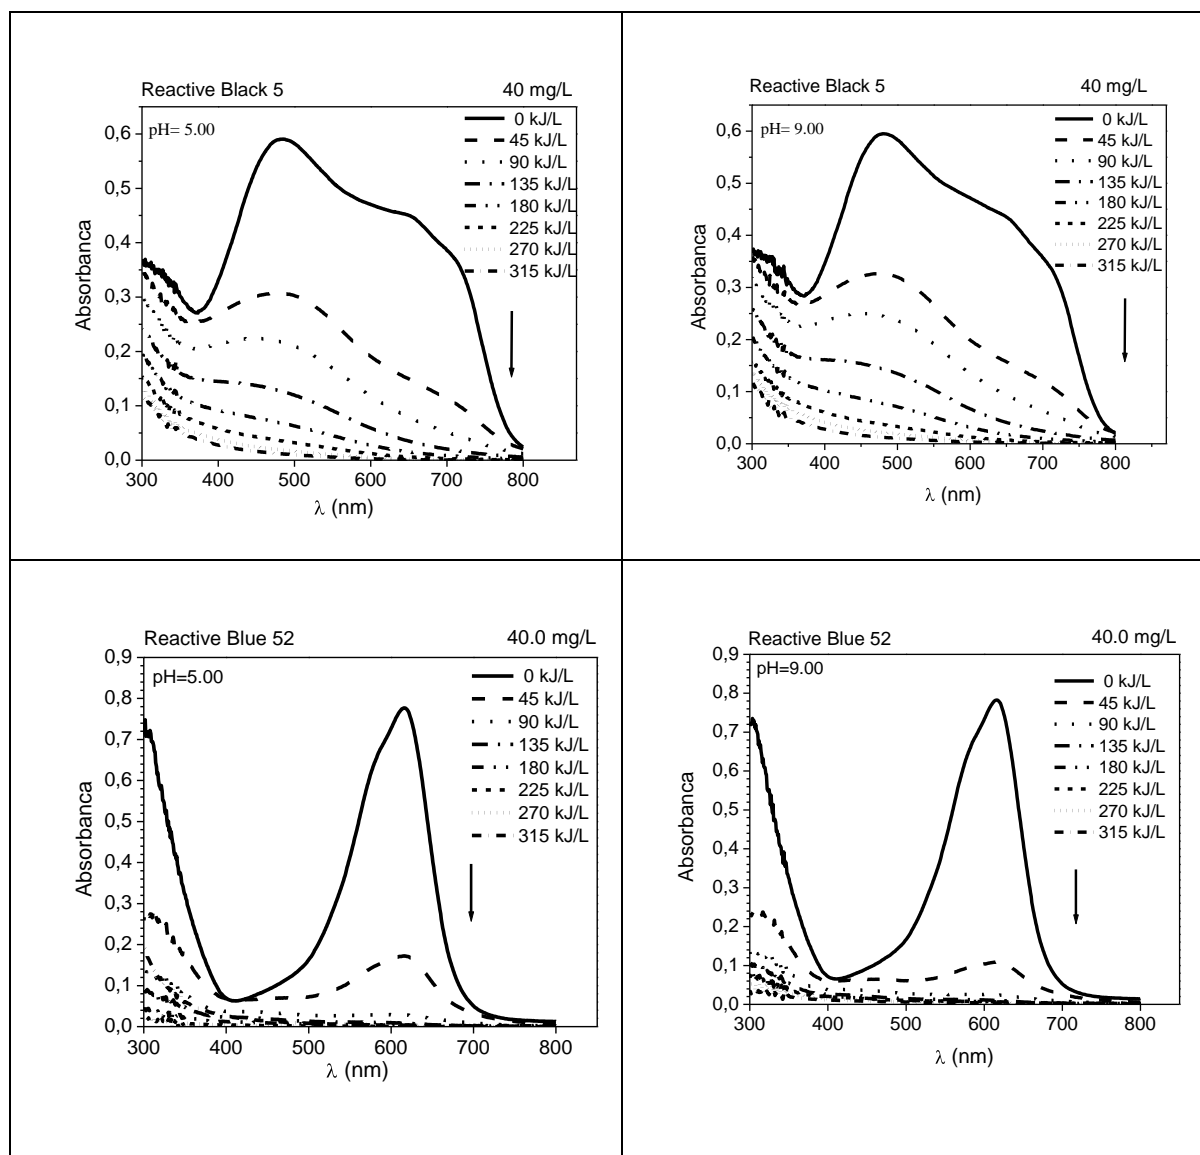 Reactive Black 5 40 mg/L
pH= 5.00
0 kJ/L
45 kJ/L
90 kJ/L
135 kJ/L
180 kJ/L
225 kJ/L
270 kJ/L
315 kJ/L
Absorbanca
0,6
0,5
0,4
0,3
0,2
0,1
0,0
300 400 500 600 700 800
λ (nm)
Reactive Black 5 40 mg/L
pH= 9.00
0 kJ/L
45 kJ/L
90 kJ/L
135 kJ/L
180 kJ/L
225 kJ/L
270 kJ/L
315 kJ/L
Absorbanca
0,6
0,5
0,4
0,3
0,2
0,1
0,0
300 400 500 600 700 800
λ (nm)
Reactive Blue 52 40.0 mg/L
pH=5.00
0 kJ/L
45 kJ/L
90 kJ/L
135 kJ/L
180 kJ/L
225 kJ/L
270 kJ/L
315 kJ/L
Absorbanca
0,9
0,8
0,7
0,6
0,5
0,4
0,3
0,2
0,1
0,0
300 400 500 600 700 800
λ (nm)
Reactive Blue 52 40.0 mg/L
pH=9.00
0 kJ/L
45 kJ/L
90 kJ/L
135 kJ/L
180 kJ/L
225 kJ/L
270 kJ/L
315 kJ/L
Absorbanca
0,9
0,8
0,7
0,6
0,5
0,4
0,3
0,2
0,1
0,0
300 400 500 600 700 800
λ (nm)